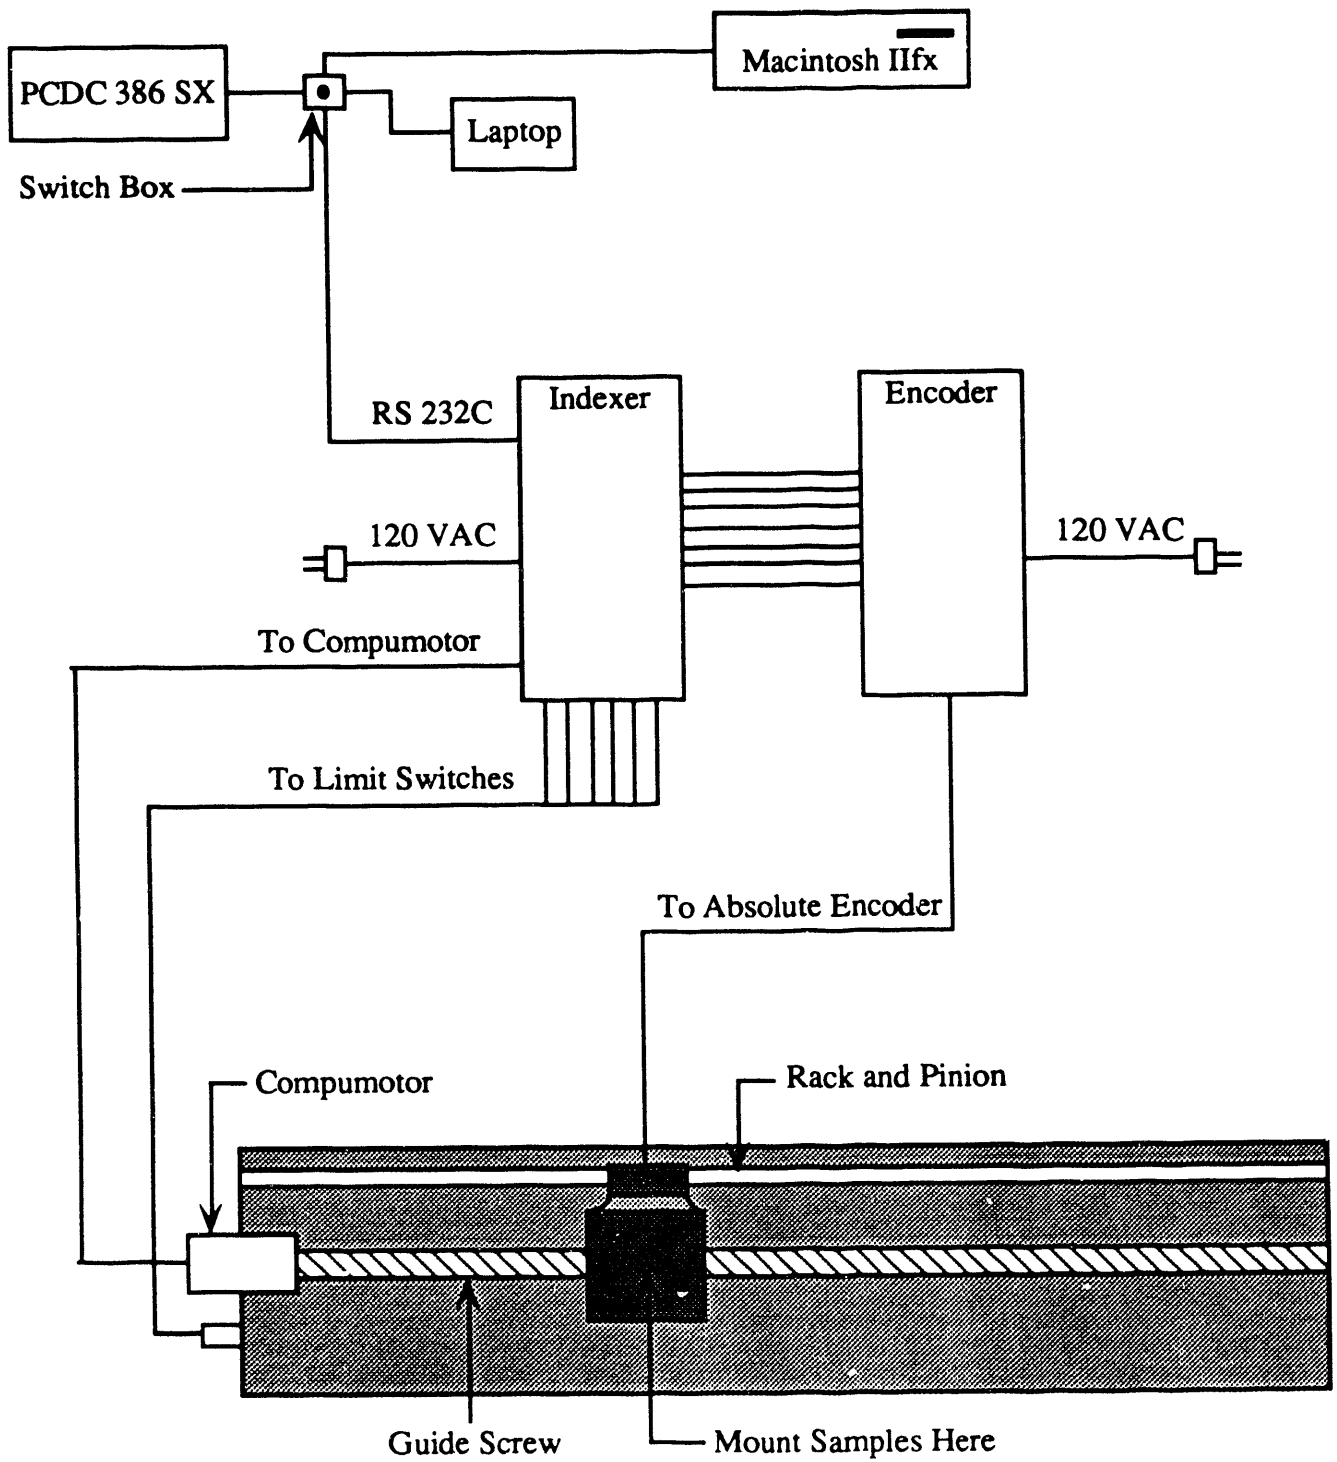 Macintosh IIfx
PCDC 386 SX
Laptop
Switch Box
Indexer
Encoder
RS 232C
120 VAC
120 VAC
To Compumotor
To Limit Switches
To Absolute Encoder
Compumotor
Rack and Pinion
Guide Screw
Mount Samples Here